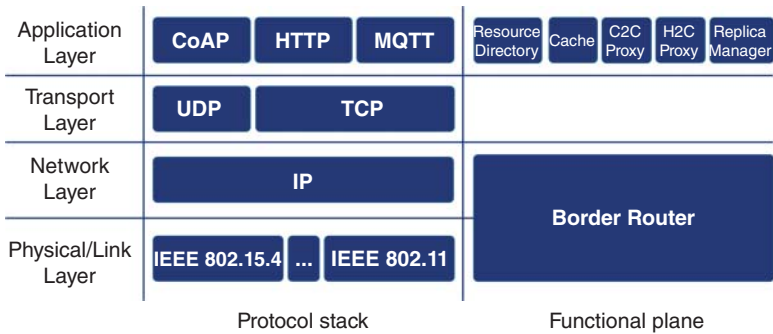 Application
Layer
CoAP
HTTP
MQTT
Resource
Directory
Cache
C2C
Proxy
H2C
Proxy
Replica
Manager
Transport
Layer
UDP
TCP
Network
Layer
IP
Border Router
Physical/Link
Layer
IEEE 802.15.4
...
IEEE 802.11
Protocol stack
Functional plane